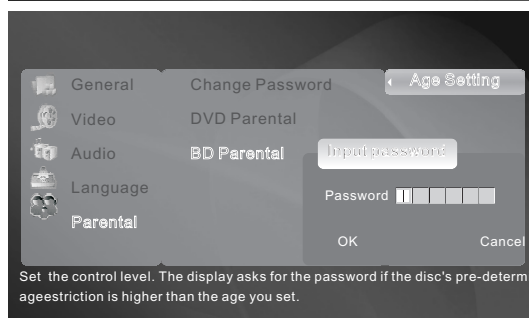 General
Change Password
Age Setting
Video
DVD Parental
Audio
BD Parental
Input password
Language
Password
Parental
OK
Cancel
Set the control level. The display asks for the password if the disc's pre-determ
ageestriction is higher than the age you set.